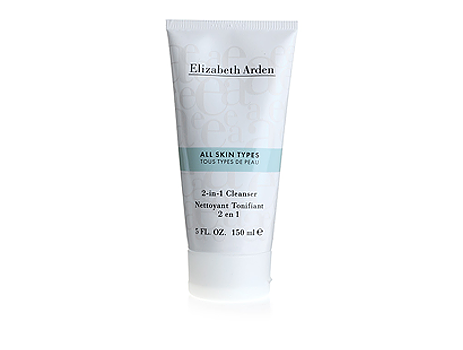 Elizabeth Arden
ALL SKIN TYPES
TOUS TYPES DE PEAU
2-in-1 Cleanser
Nettoyant Tonifiant
2 en 1
5 FL. OZ. 150 ml ℮